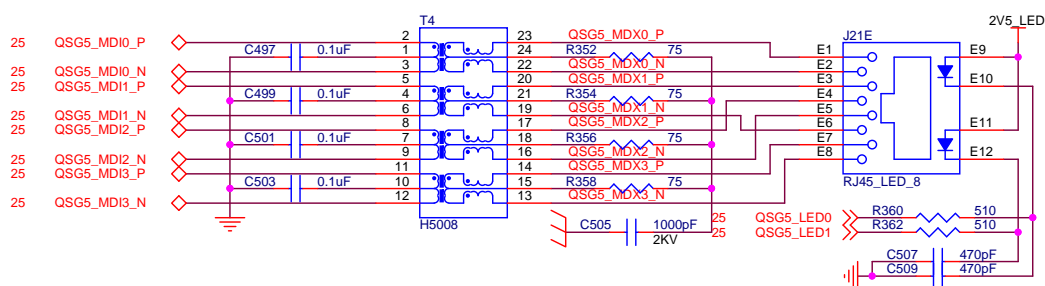 T4
2V5_LED
25 QSG5_MDI0_P 2 23 QSG5_MDX0_P J21E
C497 0.1uF 1 24 R352 75 E1 E9
25 QSG5_MDI0_N 3 22 QSG5_MDX0_N E2
25 QSG5_MDI1_P 5 20 QSG5_MDX1_P E3 E10
C499 0.1uF 4 21 R354 75 E4
25 QSG5_MDI1_N 6 19 QSG5_MDX1_N E5
25 QSG5_MDI2_P 8 17 QSG5_MDX2_P E6 E11
C501 0.1uF 7 18 R356 75 E7
25 QSG5_MDI2_N 9 16 QSG5_MDX2_N E8 E12
25 QSG5_MDI3_P 11 14 QSG5_MDX3_P
C503 0.1uF 10 15 R358 75 RJ45_LED_8
25 QSG5_MDI3_N 12 13 QSG5_MDX3_N
H5008
C505 1000pF 25 QSG5_LED0 R360 510
2KV 25 QSG5_LED1 R362 510
C507 470pF
C509 470pF